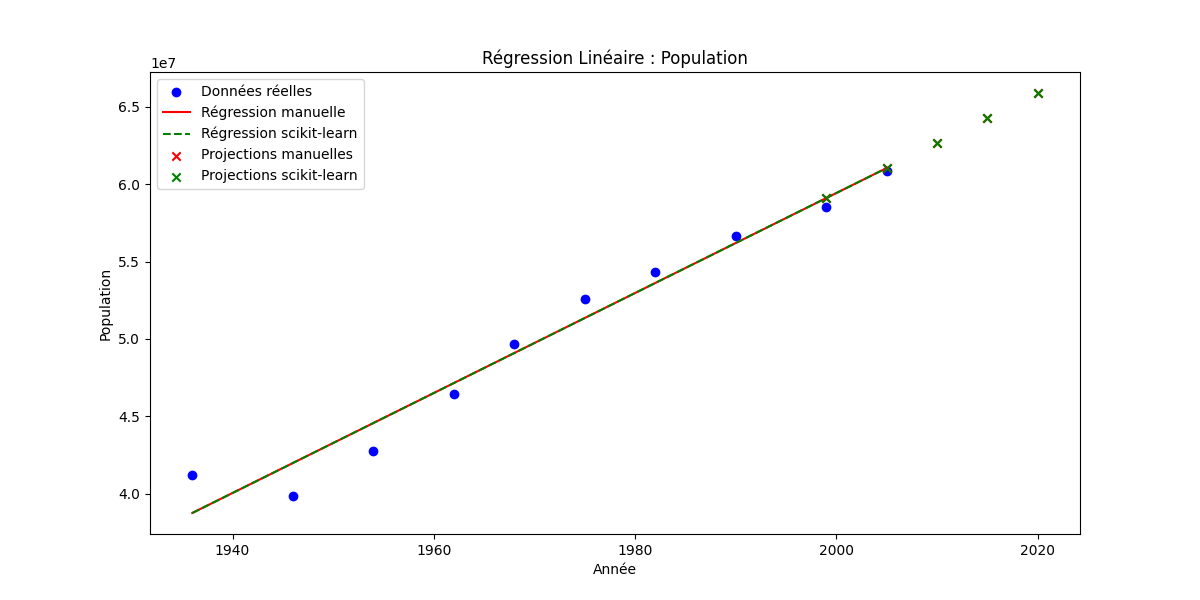 Régression Linéaire : Population
1e7
Données réelles
Régression manuelle
Régression scikit-learn
Projections manuelles
Projections scikit-learn
6.5
6.0
5.5
5.0
4.5
4.0
Population
1940 1960 1980 2000 2020
Année